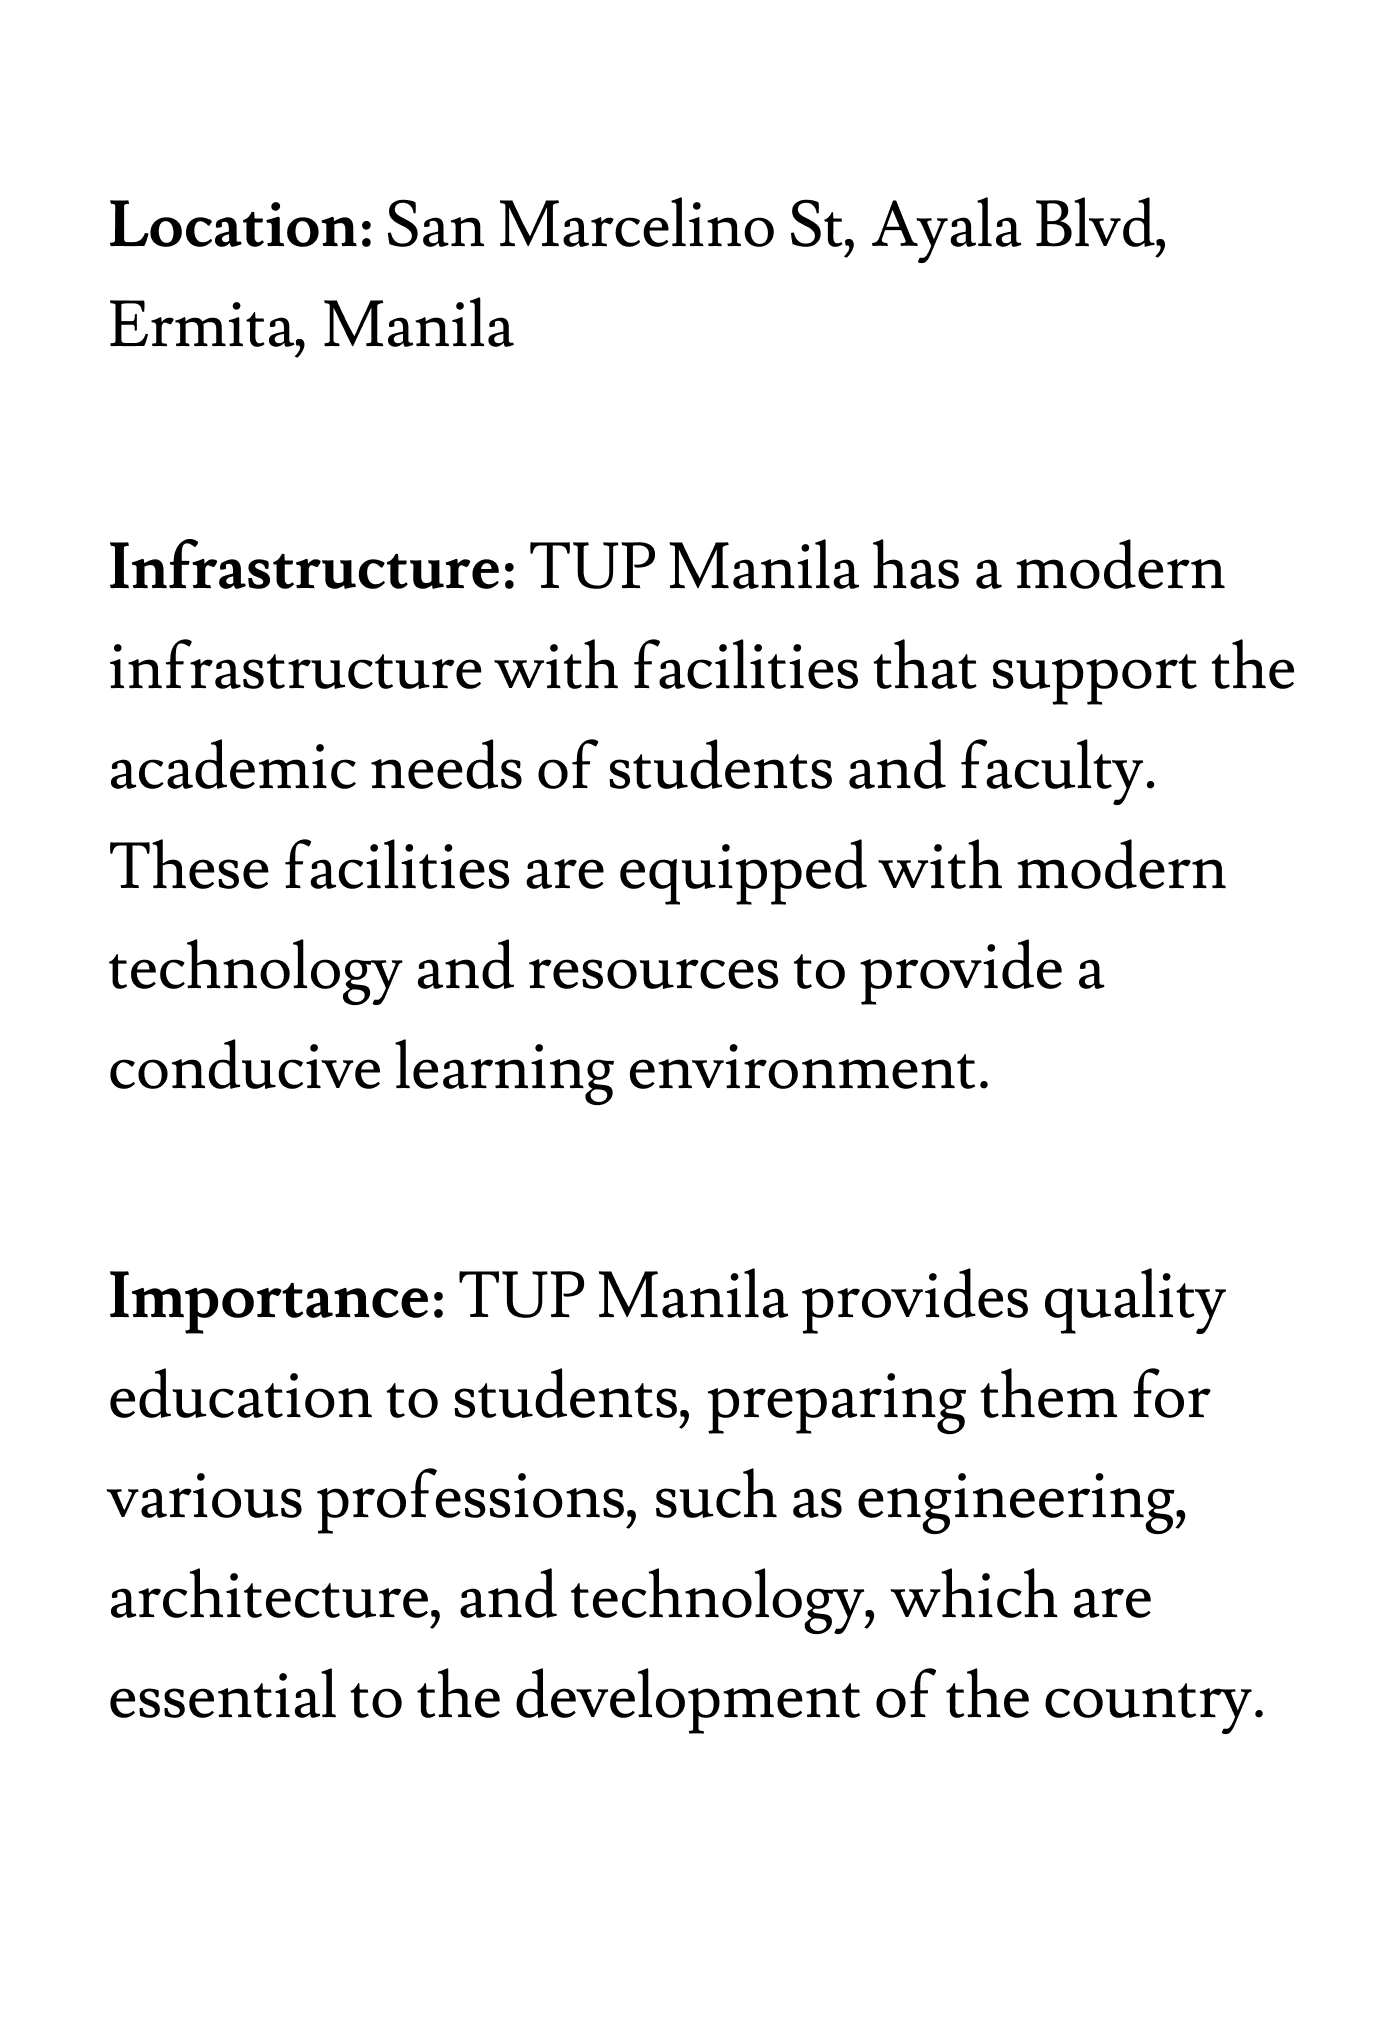 Location: San Marcelino St, Ayala Blvd,
Ermita, Manila
Infrastructure: TUP Manila has a modern
infrastructure with facilities that support the
academic needs of students and faculty.
These facilities are equipped with modern
technology and resources to provide a
conducive learning environment.
Importance: TUP Manila provides quality
education to students, preparing them for
various professions, such as engineering,
architecture, and technology, which are
essential to the development of the country.